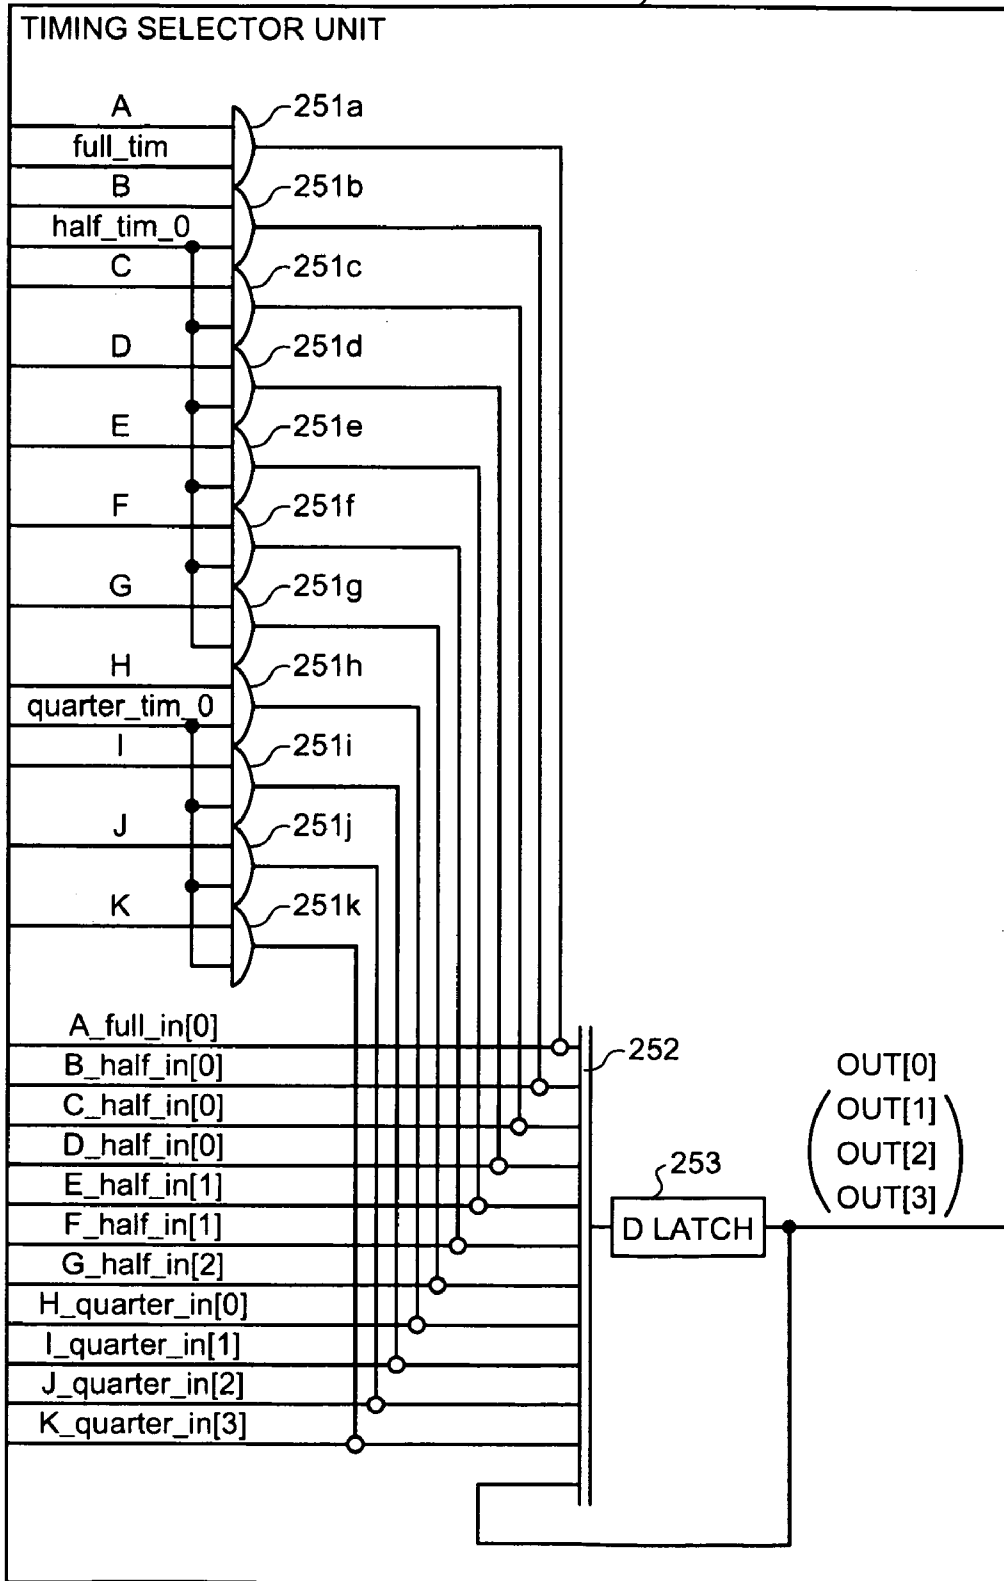 TIMING SELECTOR UNIT
A
251a
full_tim
B
251b
half_tim_0
C
251c
D
251d
E
251e
F
251f
G
251g
H
251h
quarter_tim_0
I
251i
J
251j
K
251k
A_full_in[0]
B_half_in[0]
252
OUT[0]
C_half_in[0]
OUT[1]
D_half_in[0]
OUT[2]
E_half_in[1]
253
OUT[3]
F_half_in[1]
D LATCH
G_half_in[2]
H_quarter_in[0]
I_quarter_in[1]
J_quarter_in[2]
K_quarter_in[3]